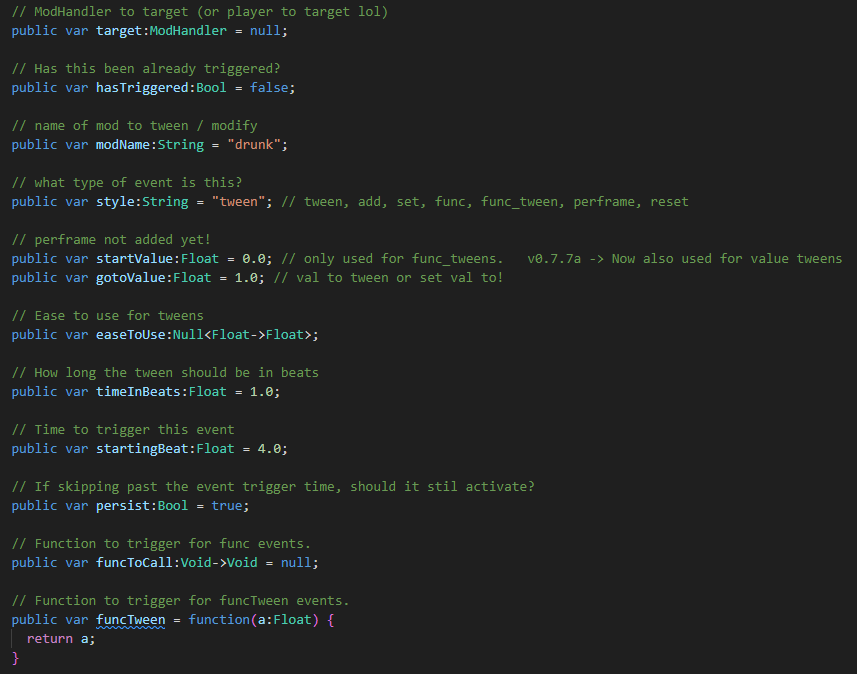 // ModHandler to target (or player to target lol)
public var target:ModHandler = null;
// Has this been already triggered?
public var hasTriggered:Bool = false;
// name of mod to tween / modify
public var modName:String = "drunk";
// what type of event is this?
public var style:String = "tween"; // tween, add, set, func, func_tween, perframe, reset
// perframe not added yet!
public var startValue:Float = 0.0; // only used for func_tweens.   v0.7.7a -> Now also used for value tweens
public var gotoValue:Float = 1.0; // val to tween or set val to!
// Ease to use for tweens
public var easeToUse:Null<Float->Float>;
// How long the tween should be in beats
public var timeInBeats:Float = 1.0;
// Time to trigger this event
public var startingBeat:Float = 4.0;
// If skipping past the event trigger time, should it stil activate?
public var persist:Bool = true;
// Function to trigger for func events.
public var funcToCall:Void->Void = null;
// Function to trigger for funcTween events.
public var funcTween = function(a:Float) {
  return a;
}